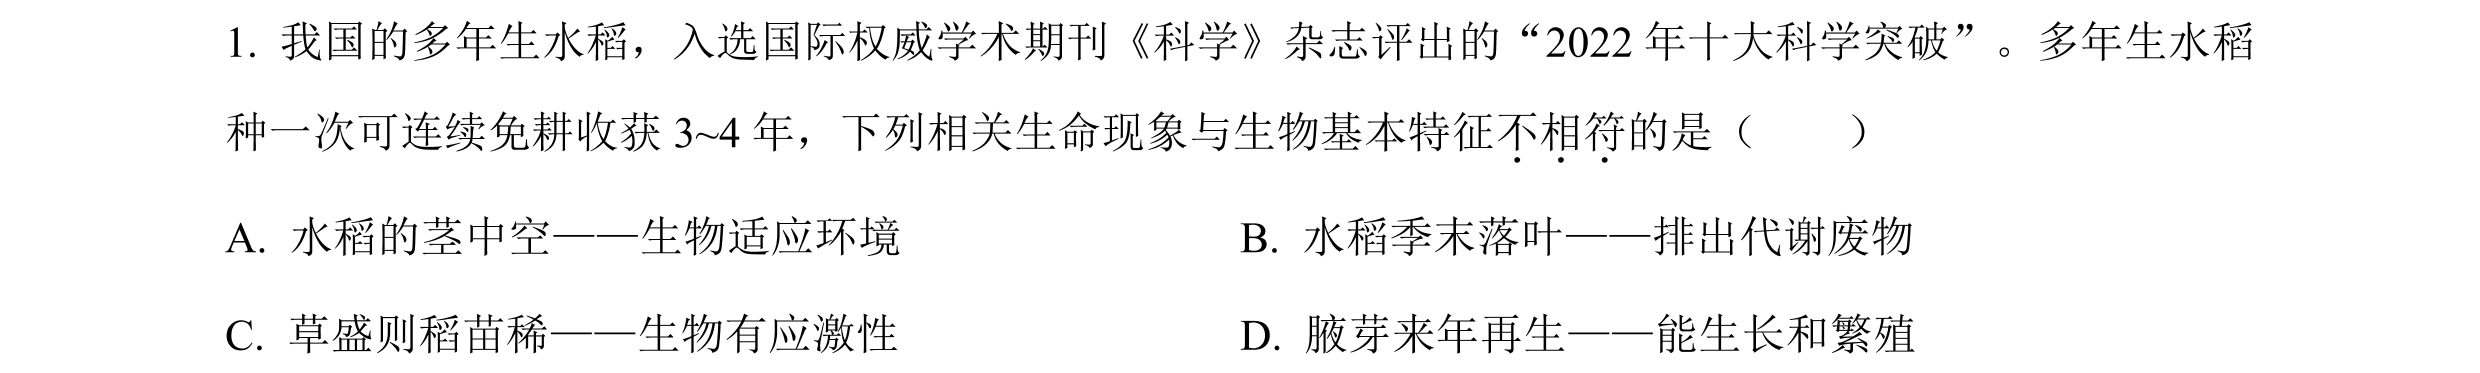 1. 我国的多年生水稻，入选国际权威学术期刊《科学》杂志评出的“2022 年十大科学突破”。多年生水稻
种一次可连续免耕收获 3~4 年，下列相关生命现象与生物基本特征不相符的是（　　）
A. 水稻的茎中空——生物适应环境 B. 水稻季末落叶——排出代谢废物
C. 草盛则稻苗稀——生物有应激性 D. 腋芽来年再生——能生长和繁殖